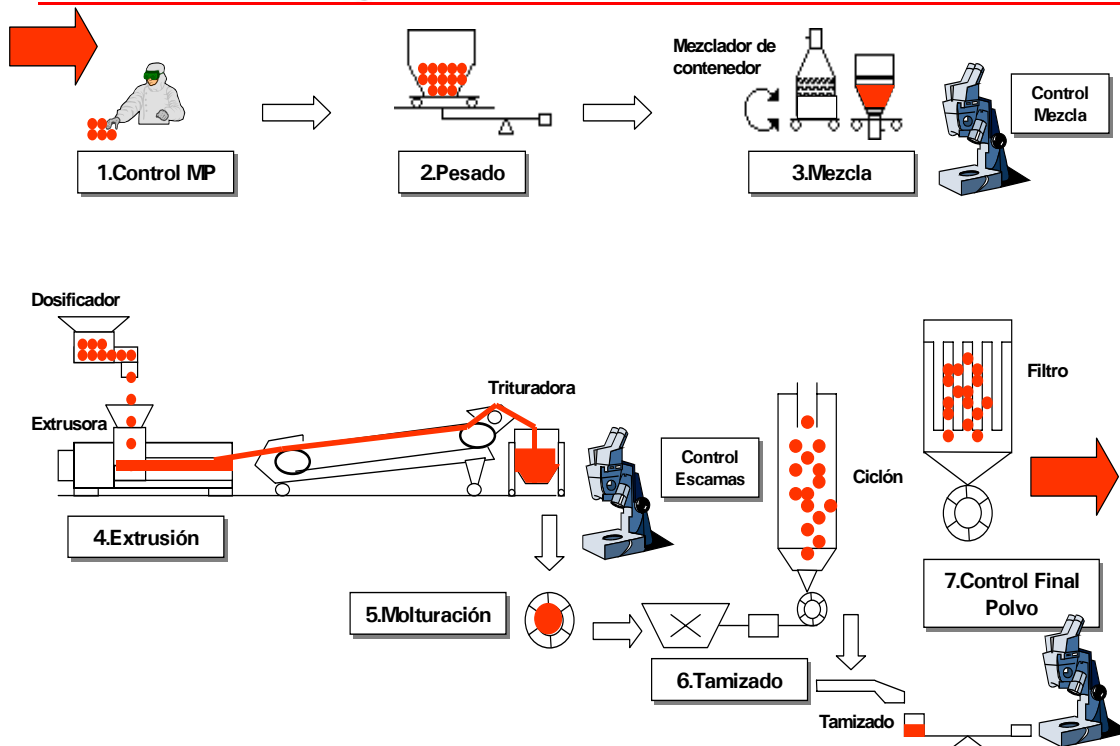 Mezclador de
contenedor
Control
Mezcla
1.Control MP
2.Pesado
3.Mezcla
Dosificador
Extrusora
Trituradora
Control
Escamas
Ciclón
Filtro
4.Extrusión
5.Molturación
6.Tamizado
7.Control Final
Polvo
Tamizado